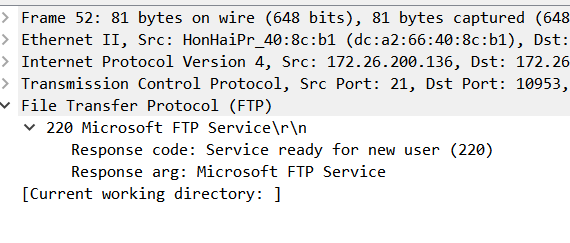 Frame 52: 81 bytes on wire (648 bits), 81 bytes captured (648
Ethernet II, Src: HonHaiPr_40:8c:b1 (dc:a2:66:40:8c:b1), Dst:
Internet Protocol Version 4, Src: 172.26.200.136, Dst: 172.26
Transmission Control Protocol, Src Port: 21, Dst Port: 10953,
File Transfer Protocol (FTP)
220 Microsoft FTP Service\r\n
Response code: Service ready for new user (220)
Response arg: Microsoft FTP Service
[Current working directory: ]